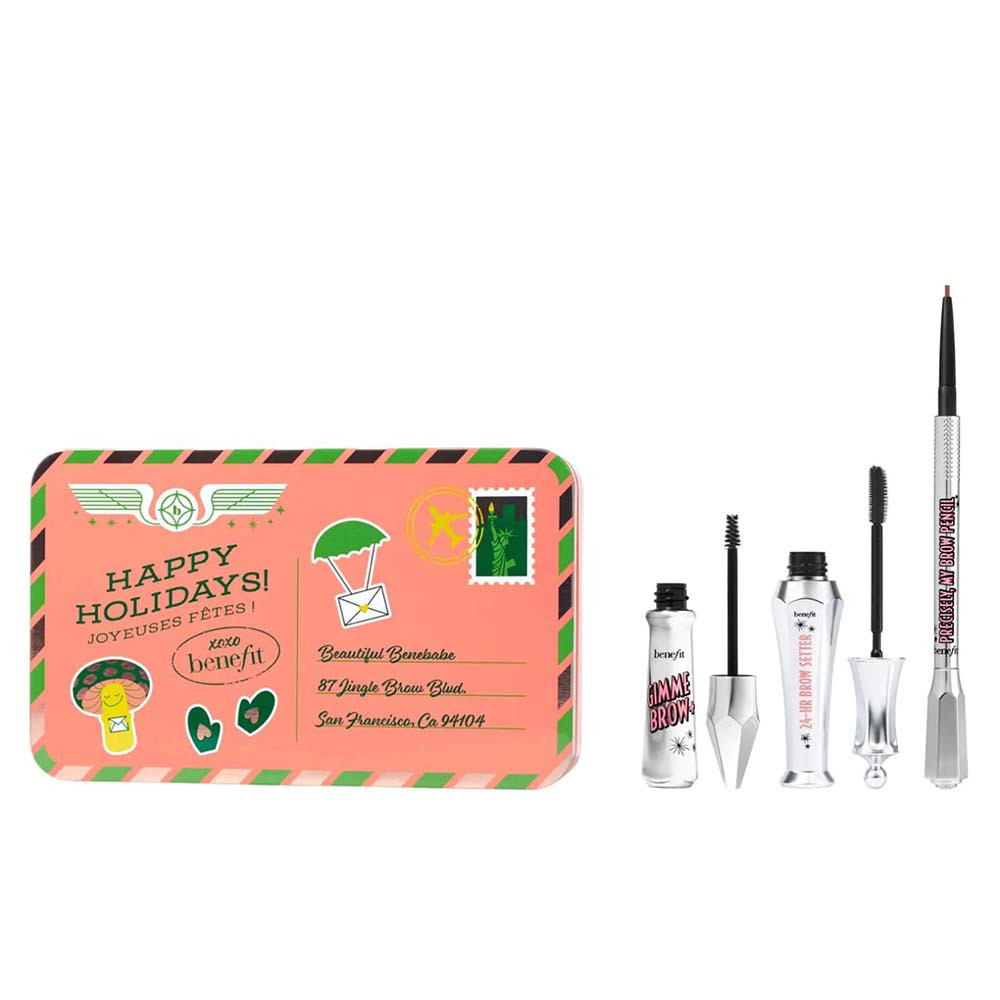 b
HAPPY
HOLIDAYS!
JOYEUSES FÊTES !
xoxo
benefit
Beautiful Benebabe
87 Jingle Brow Blvd.
San Francisco, Ca 94104
benefit
GIMME
BROW+
benefit
24-HR BROW SETTER
PRECISELY, MY BROW PENCIL
benefit